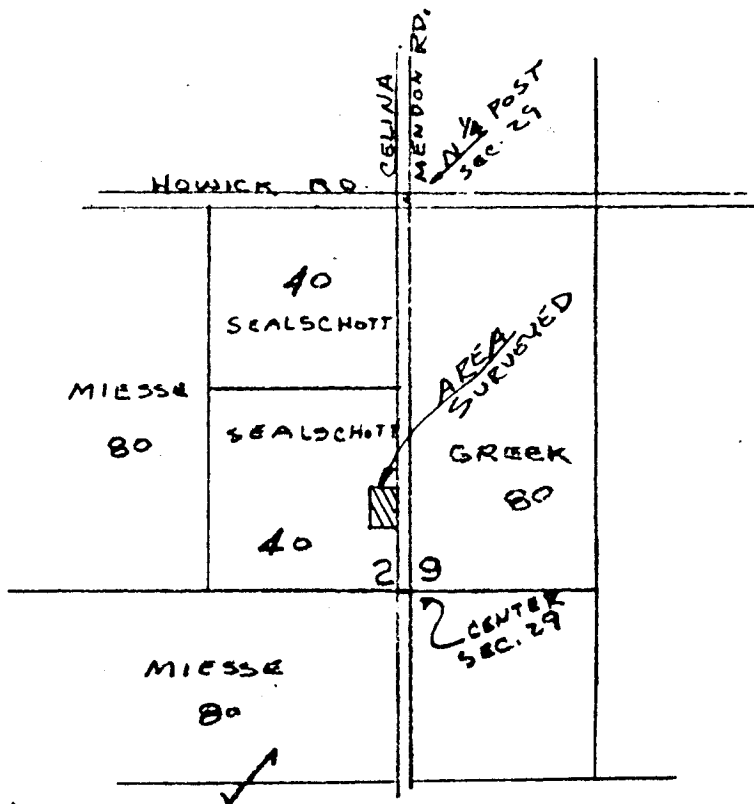 CELINA
MENDON RD.
N 1/4 POST
SEC. 29
HOWICK RD.
40
SEALSCHOTT
AREA
SURVEYED
MIESSE
80
SEALSCHOTT
GREEK
80
40
29
CENTER
SEC. 29
MIESSE
80